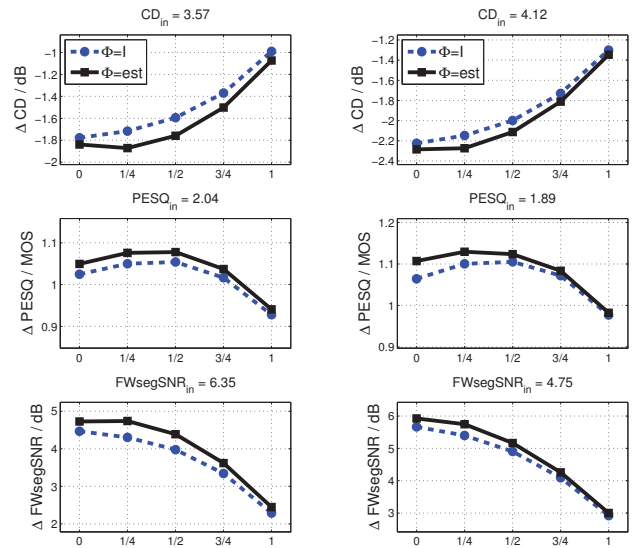 CD_in = 3.57
Δ CD / dB
−1
−1.2
−1.4
−1.6
−1.8
−2
Φ=I
Φ=est
0 1/4 1/2 3/4 1
CD_in = 4.12
Δ CD / dB
−1.2
−1.4
−1.6
−1.8
−2
−2.2
−2.4
Φ=I
Φ=est
0 1/4 1/2 3/4 1
PESQ_in = 2.04
Δ PESQ / MOS
1.1
1
0.9
0 1/4 1/2 3/4 1
PESQ_in = 1.89
Δ PESQ / MOS
1.2
1.1
1
0.9
0 1/4 1/2 3/4 1
FWsegSNR_in = 6.35
Δ FWsegSNR / dB
5
4
3
2
0 1/4 1/2 3/4 1
FWsegSNR_in = 4.75
Δ FWsegSNR / dB
6
5
4
3
0 1/4 1/2 3/4 1